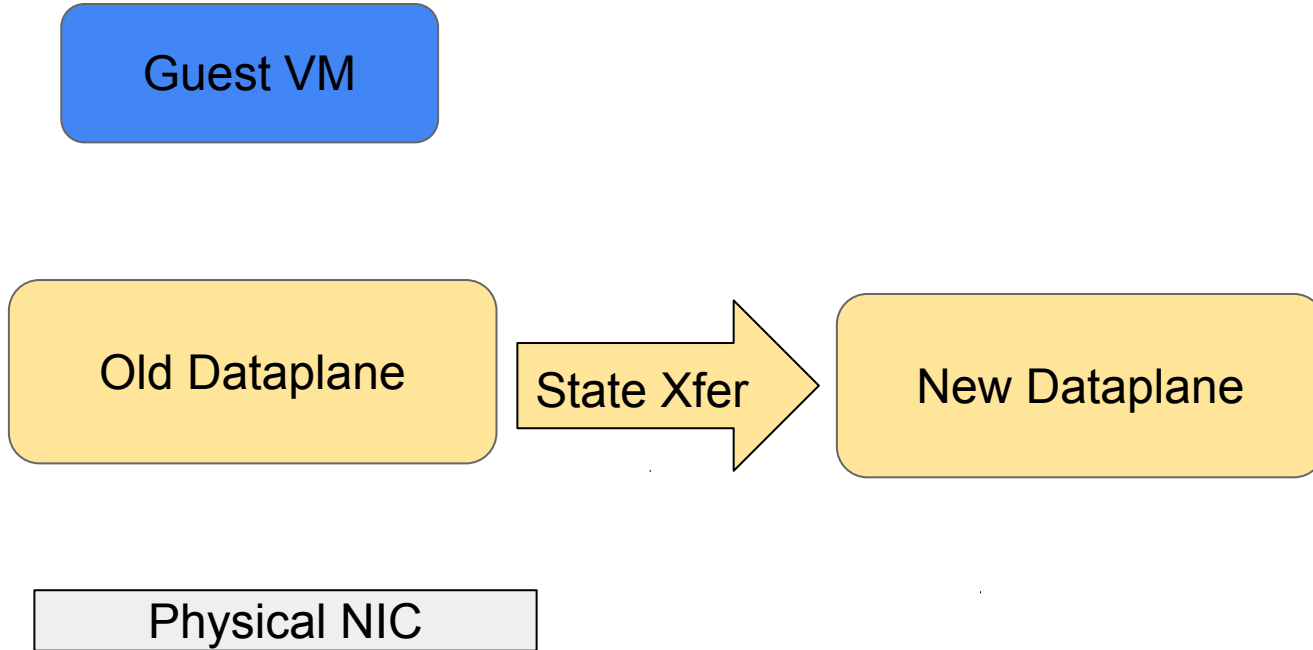 Guest VM
Old Dataplane
State Xfer
New Dataplane
Physical NIC